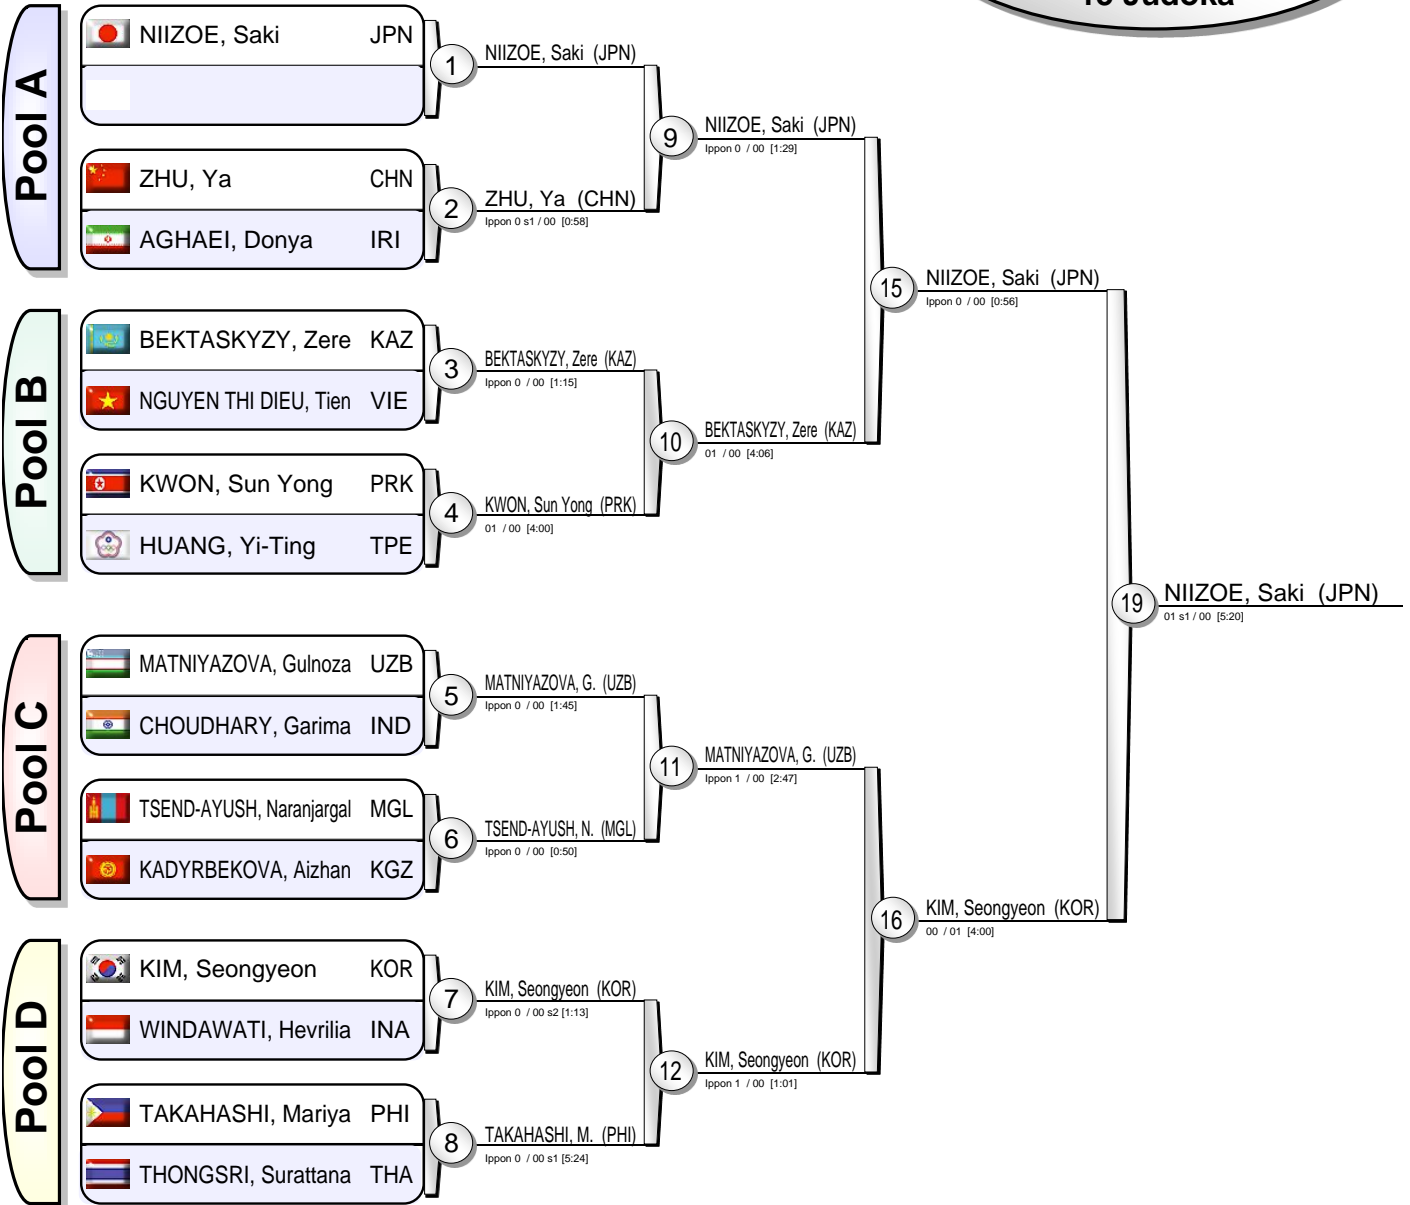 15 Judoka
Pool A
NIIZOE, Saki JPN
ZHU, Ya CHN
AGHAEI, Donya IRI
Pool B
BEKTASKYZY, Zere KAZ
NGUYEN THI DIEU, Tien VIE
KWON, Sun Yong PRK
HUANG, Yi-Ting TPE
Pool C
MATNIYAZOVA, Gulnoza UZB
CHOUDHARY, Garima IND
TSEND-AYUSH, Naranjargal MGL
KADYRBEKOVA, Aizhan KGZ
Pool D
KIM, Seongyeon KOR
WINDAWATI, Hevrilia INA
TAKAHASHI, Mariya PHI
THONGSRI, Surattana THA
1
NIIZOE, Saki (JPN)
2
ZHU, Ya (CHN)
Ippon 0 s1 / 00 [0:58]
3
BEKTASKYZY, Zere (KAZ)
Ippon 0 / 00 [1:15]
4
KWON, Sun Yong (PRK)
01 / 00 [4:00]
5
MATNIYAZOVA, G. (UZB)
Ippon 0 / 00 [1:45]
6
TSEND-AYUSH, N. (MGL)
Ippon 0 / 00 [0:50]
7
KIM, Seongyeon (KOR)
Ippon 0 / 00 s2 [1:13]
8
TAKAHASHI, M. (PHI)
Ippon 0 / 00 s1 [5:24]
9
NIIZOE, Saki (JPN)
Ippon 0 / 00 [1:29]
10
BEKTASKYZY, Zere (KAZ)
01 / 00 [4:06]
11
MATNIYAZOVA, G. (UZB)
Ippon 1 / 00 [2:47]
12
KIM, Seongyeon (KOR)
Ippon 1 / 00 [1:01]
15
NIIZOE, Saki (JPN)
Ippon 0 / 00 [0:56]
16
KIM, Seongyeon (KOR)
00 / 01 [4:00]
19
NIIZOE, Saki (JPN)
01 s1 / 00 [5:20]